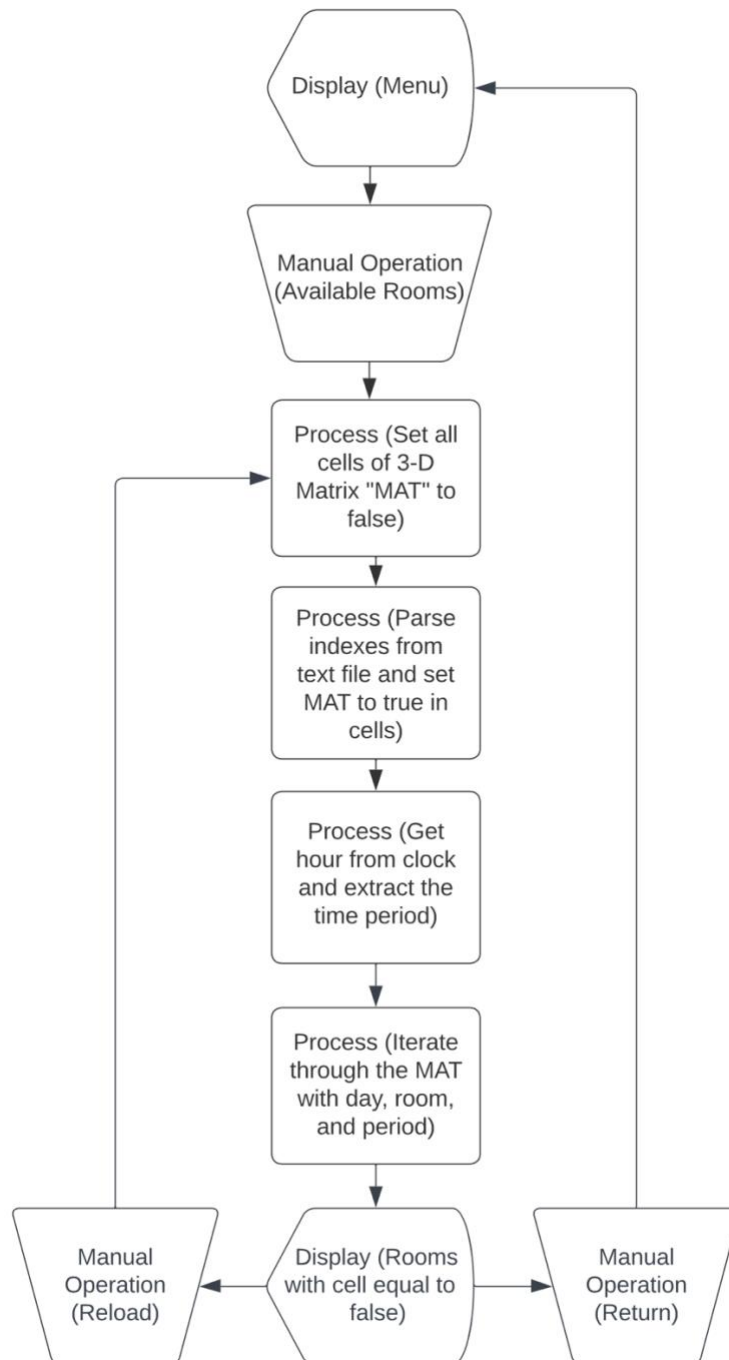 Display (Menu)
Manual Operation
(Available Rooms)
Process (Set all
cells of 3-D
Matrix "MAT" to
false)
Process (Parse
indexes from
text file and set
MAT to true in
cells)
Process (Get
hour from clock
and extract the
time period)
Process (Iterate
through the MAT
with day, room,
and period)
Manual
Operation
(Reload)
Display (Rooms
with cell equal to
false)
Manual
Operation
(Return)